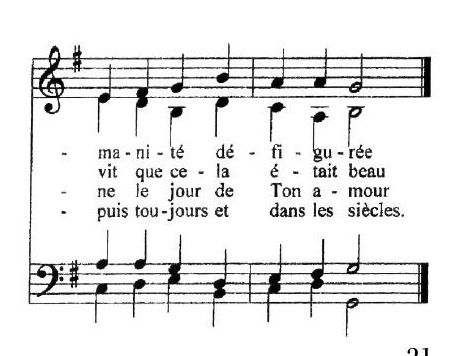 - ma - ni - té dé - fi - gu - rée
vit que ce - la é - tait beau
- ne le jour de Ton a - mour
- puis tou - jours et dans les siècles.